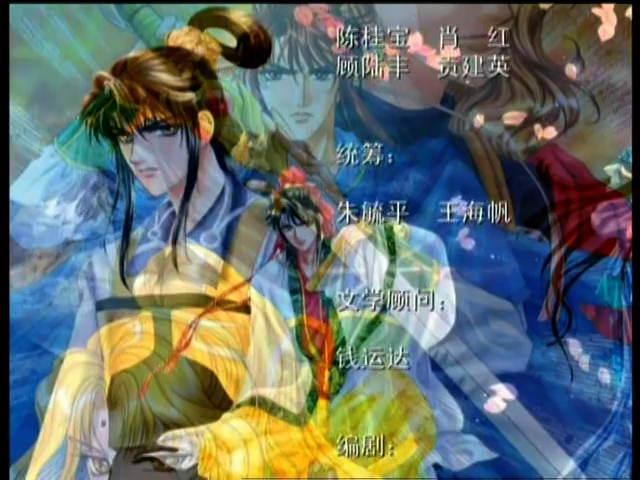 陈桂宝 肖 红
顾陆丰 贡建英
统筹：
朱毓平 王海帆
文学顾问：
钱运达
编剧：